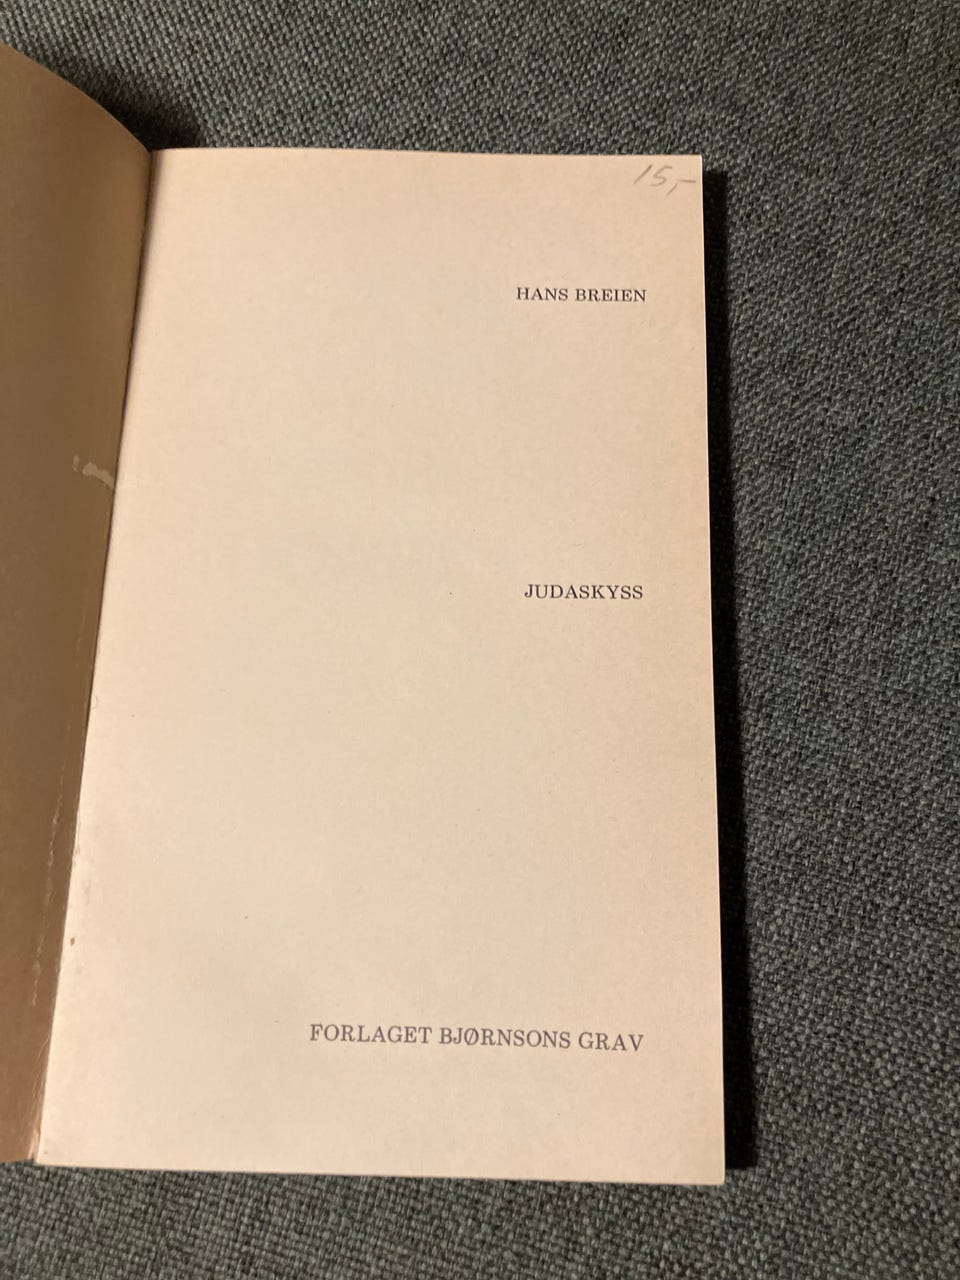 15,-
HANS BREIEN
JUDASKYSS
FORLAGET BJØRNSONS GRAV